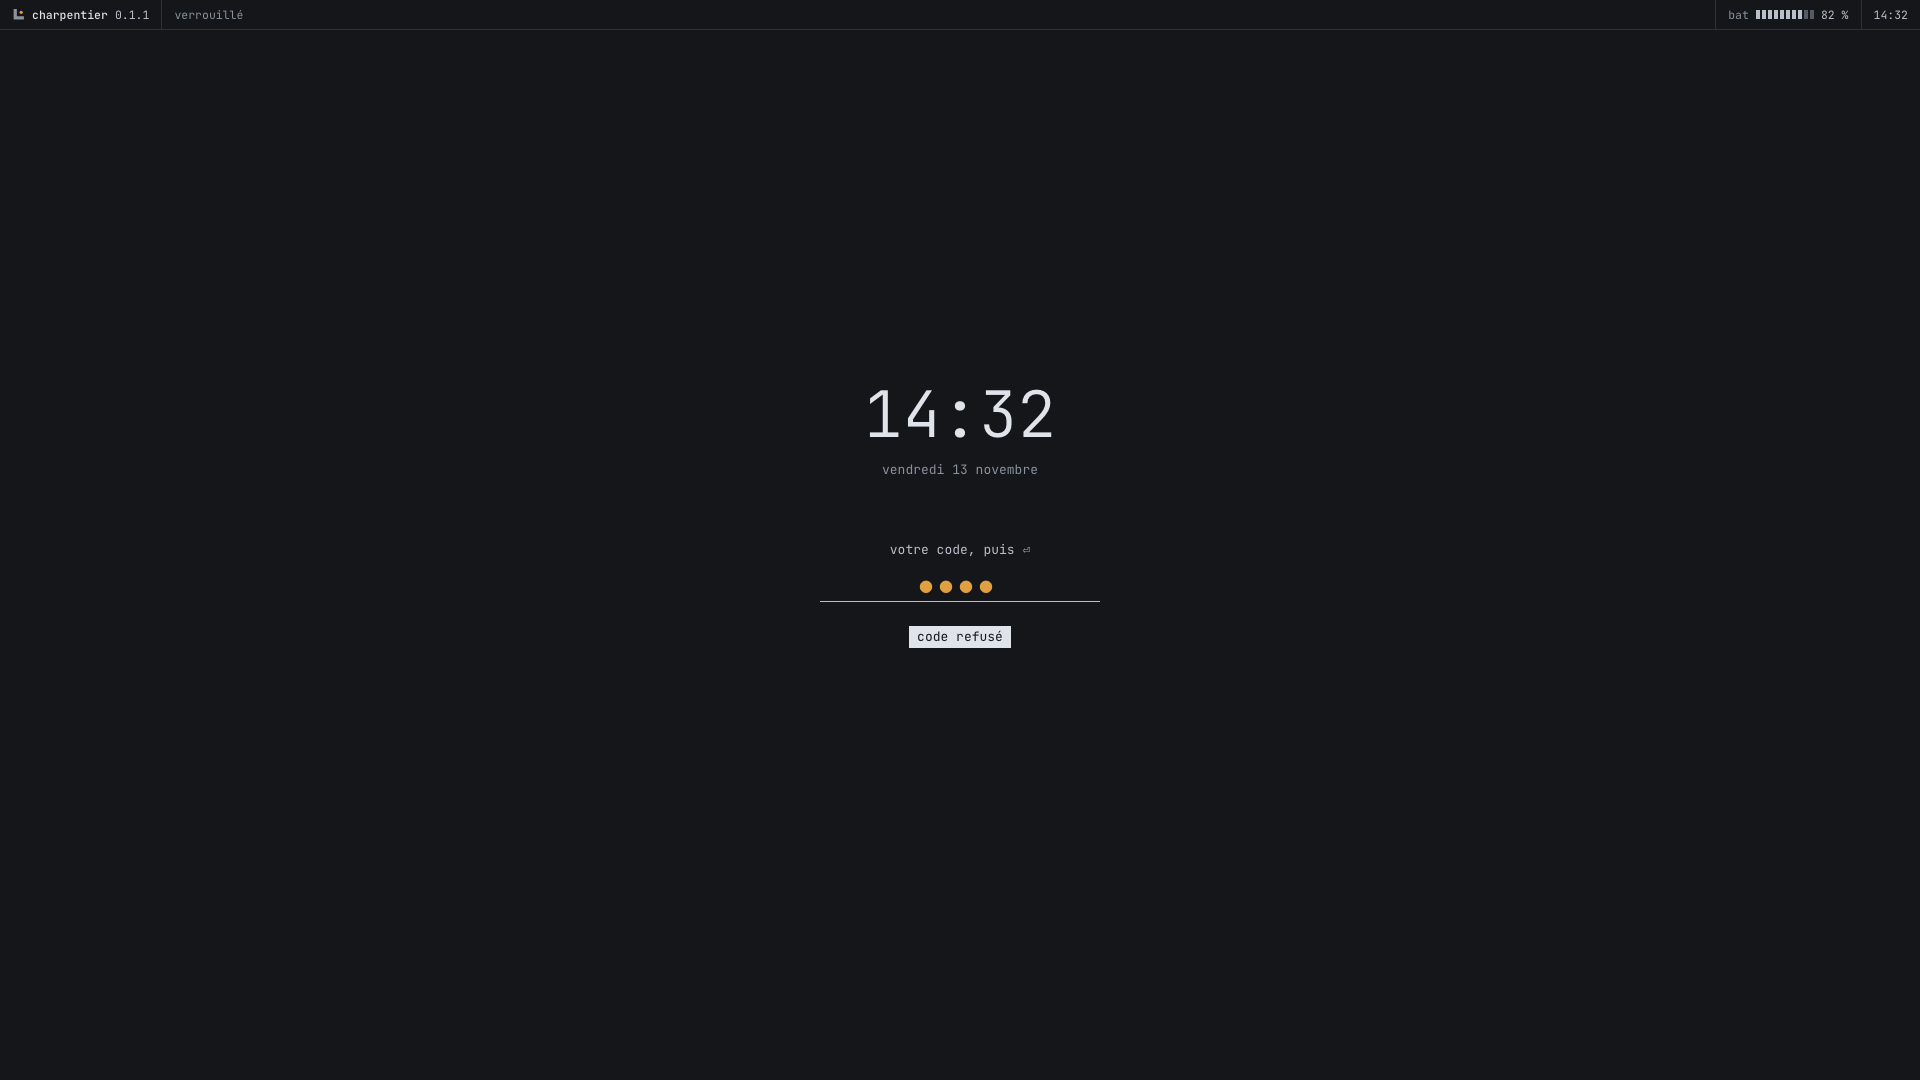 charpentier 0.1.1 verrouillé bat 82 % 14:32
14:32
vendredi 13 novembre
votre code, puis ⏎
code refusé